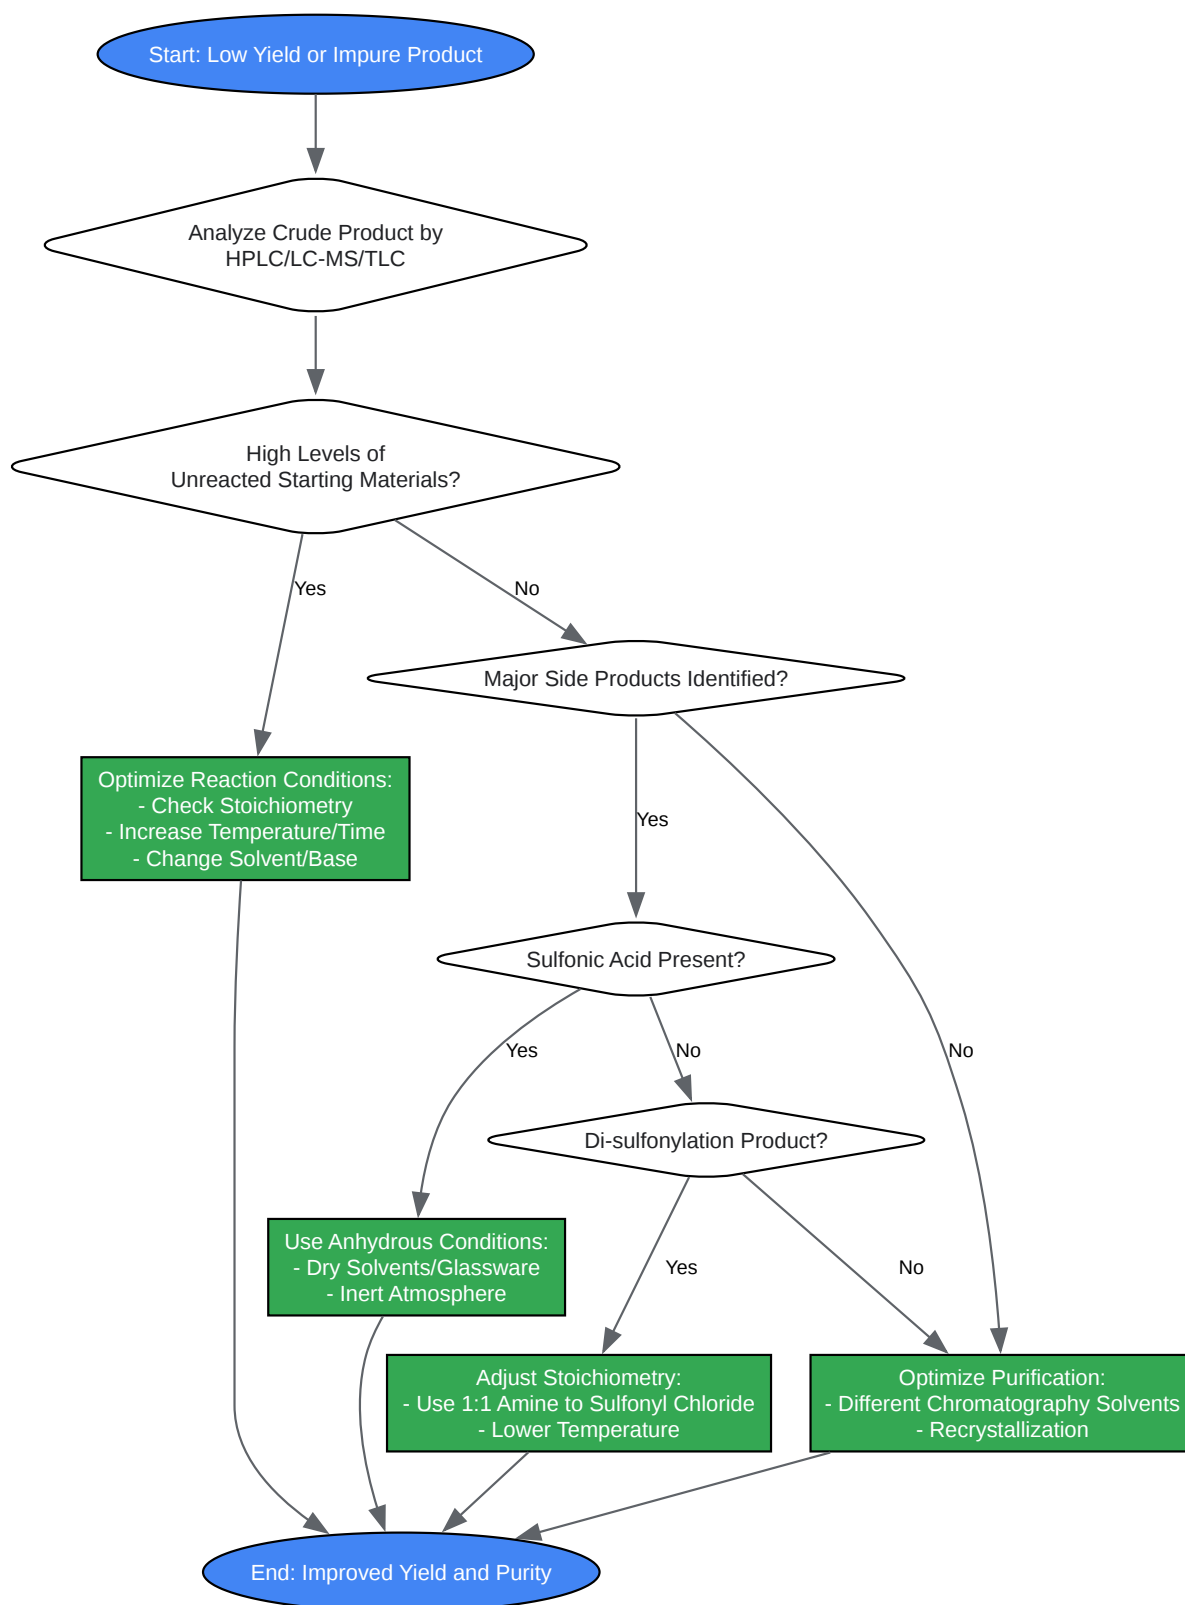 Start: Low Yield or Impure Product
Analyze Crude Product by
HPLC/LC-MS/TLC
High Levels of
Unreacted Starting Materials?
Yes
No
Major Side Products Identified?
Optimize Reaction Conditions:
- Check Stoichiometry
- Increase Temperature/Time
- Change Solvent/Base
Yes
No
Sulfonic Acid Present?
Yes
No
Di-sulfonylation Product?
Use Anhydrous Conditions:
- Dry Solvents/Glassware
- Inert Atmosphere
Yes
No
Adjust Stoichiometry:
- Use 1:1 Amine to Sulfonyl Chloride
- Lower Temperature
Optimize Purification:
- Different Chromatography Solvents
- Recrystallization
End: Improved Yield and Purity